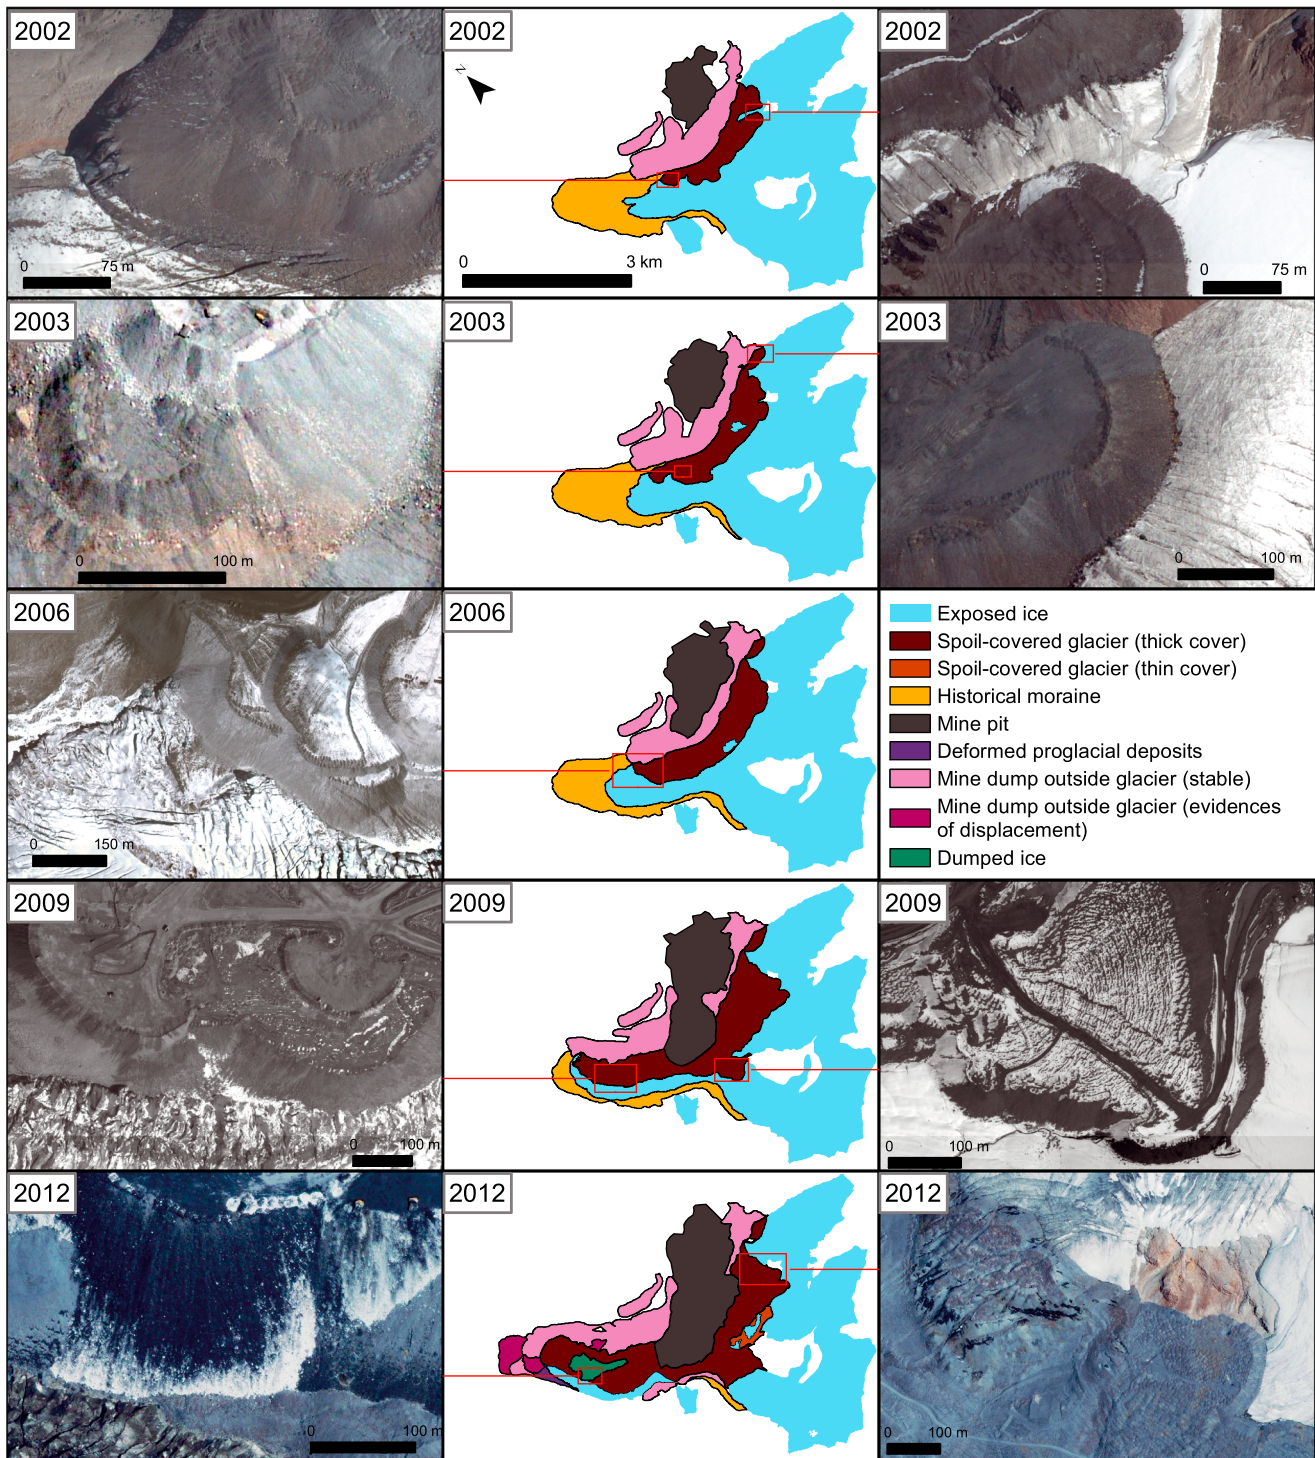 2002
0 75 m
2002
N
0 3 km
2002
0 75 m
2003
0 100 m
2003
2003
0 100 m
2006
0 150 m
2006
Exposed ice
Spoil-covered glacier (thick cover)
Spoil-covered glacier (thin cover)
Historical moraine
Mine pit
Deformed proglacial deposits
Mine dump outside glacier (stable)
Mine dump outside glacier (evidences
of displacement)
Dumped ice
2009
0 100 m
2009
2009
0 100 m
2012
0 100 m
2012
2012
0 100 m